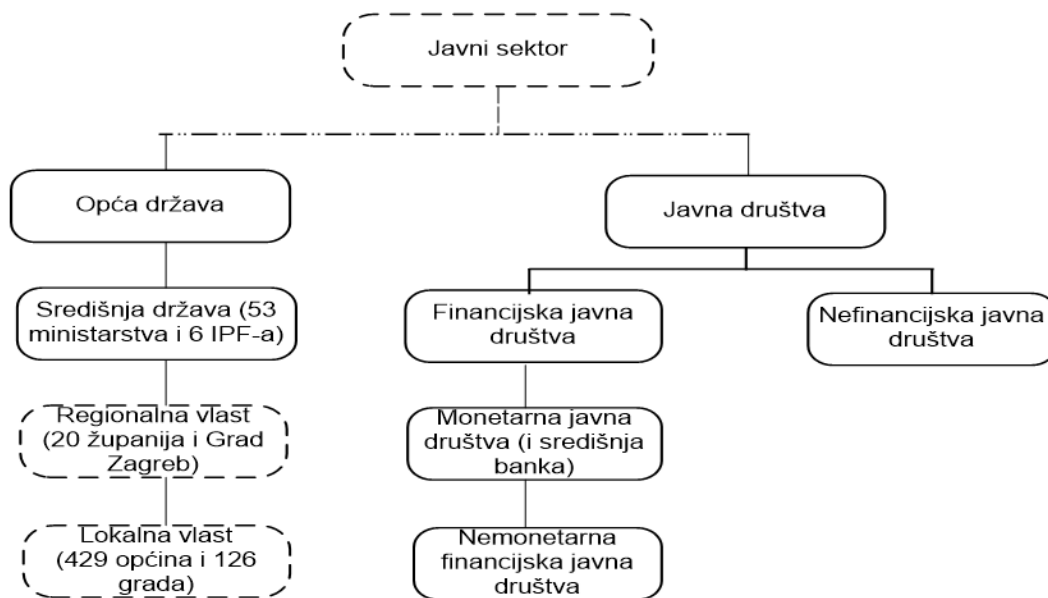 Javni sektor
Opća država
Javna društva
Središnja država (53
ministarstva i 6 IPF-a)
Financijska javna
društva
Nefinancijska javna
društva
Regionalna vlast
(20 županija i Grad
Zagreb)
Monetarna javna
društva (i središnja
banka)
Lokalna vlast
(429 općina i 126
grada)
Nemonetarna
financijska javna
društva